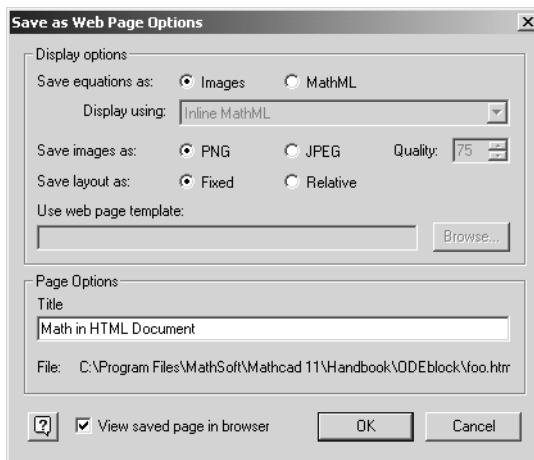 Save as Web Page Options
Display options
Save equations as: Images MathML
Display using: Inline MathML
Save images as: PNG JPEG Quality: 75
Save layout as: Fixed Relative
Use web page template:
Browse...
Page Options
Title
Math in HTML Document
File: C:\Program Files\MathSoft\Mathcad 11\Handbook\ODEblock\foo.htm
View saved page in browser OK Cancel